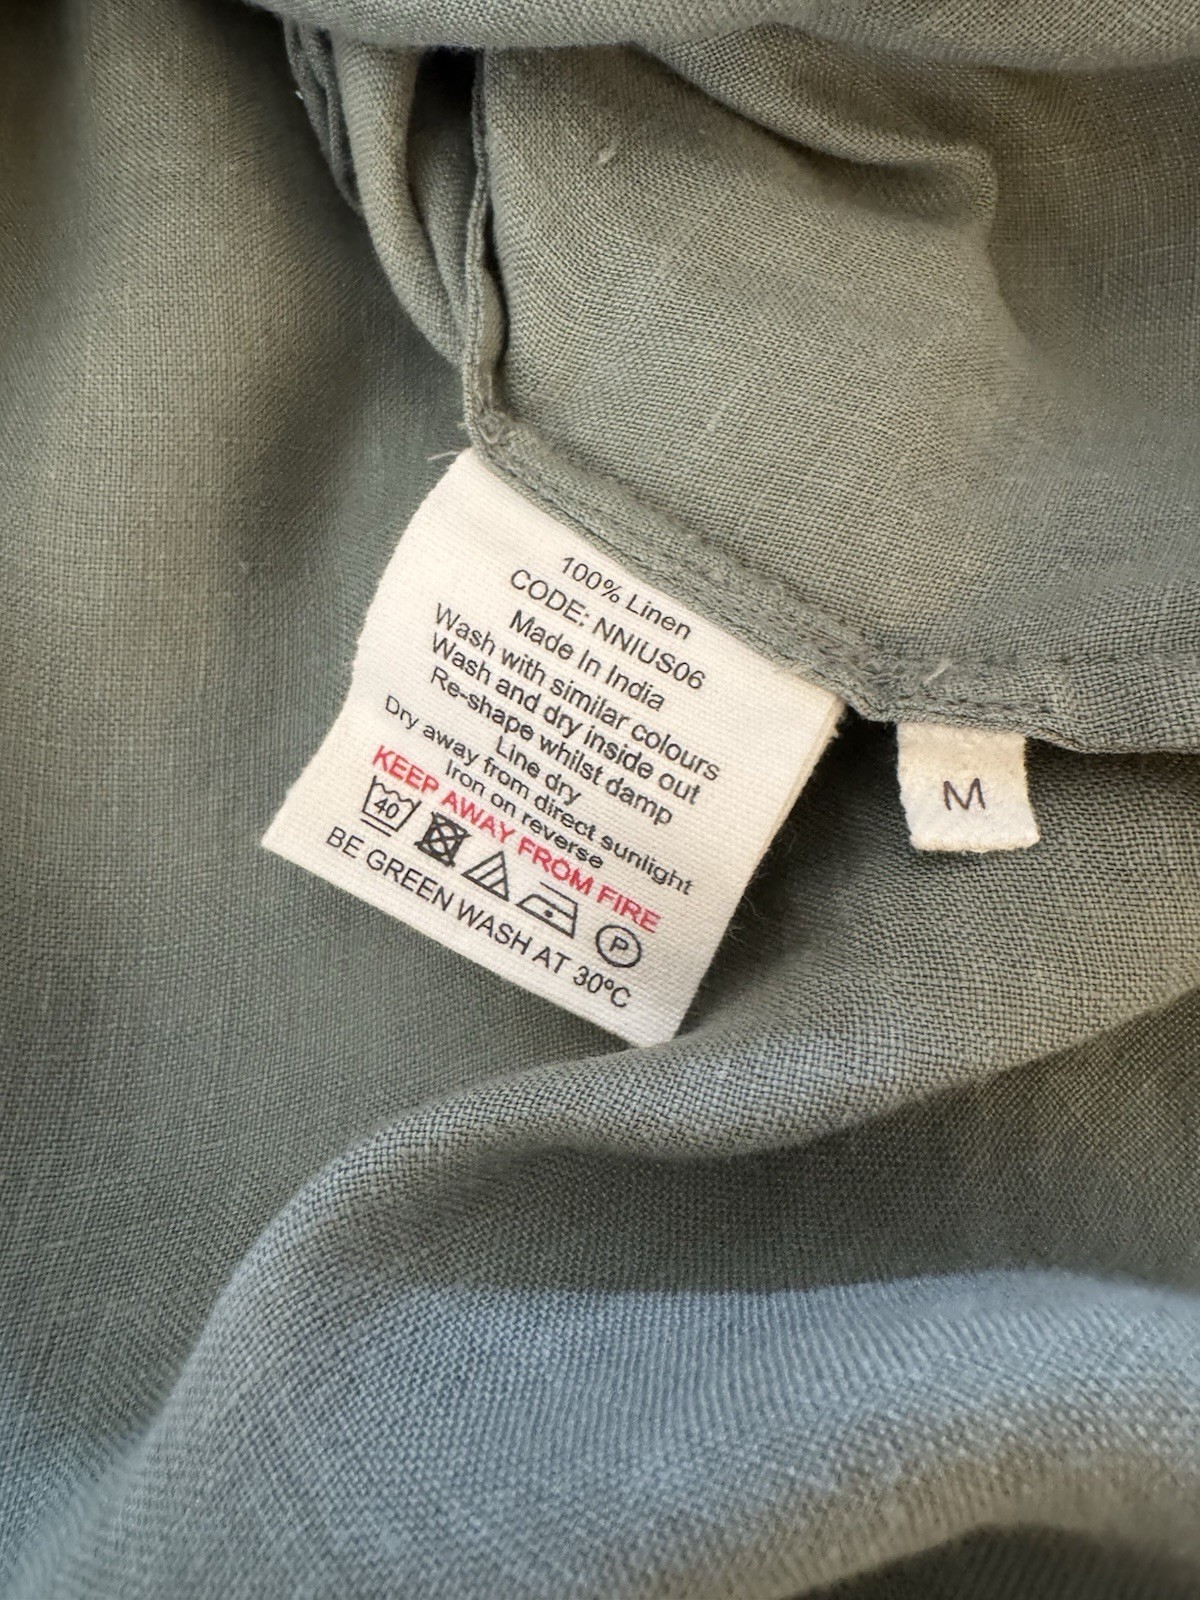 100% Linen
CODE: NNIUS06
Made In India
Wash with similar colours
Wash and dry inside out
Re-shape whilst damp
Line dry
Dry away from direct sunlight
Iron on reverse
KEEP AWAY FROM FIRE
40
P
BE GREEN WASH AT 30ºC
M